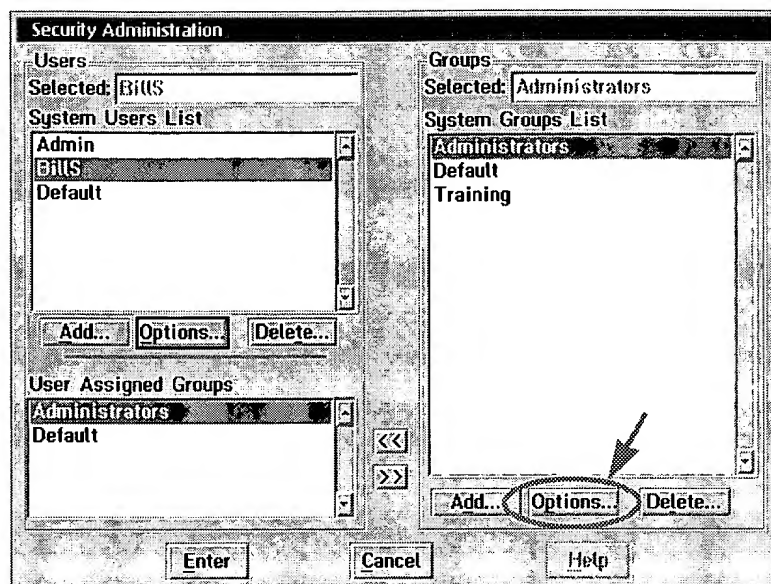 Security Administration
Users
Selected: BillS
System Users List
Admin
BillS
Default
Add... Options... Delete...
User Assigned Groups
Administrators
Default
<<
>>
Groups
Selected: Administrators
System Groups List
Administrators
Default
Training
Add... Options... Delete...
Enter Cancel Help